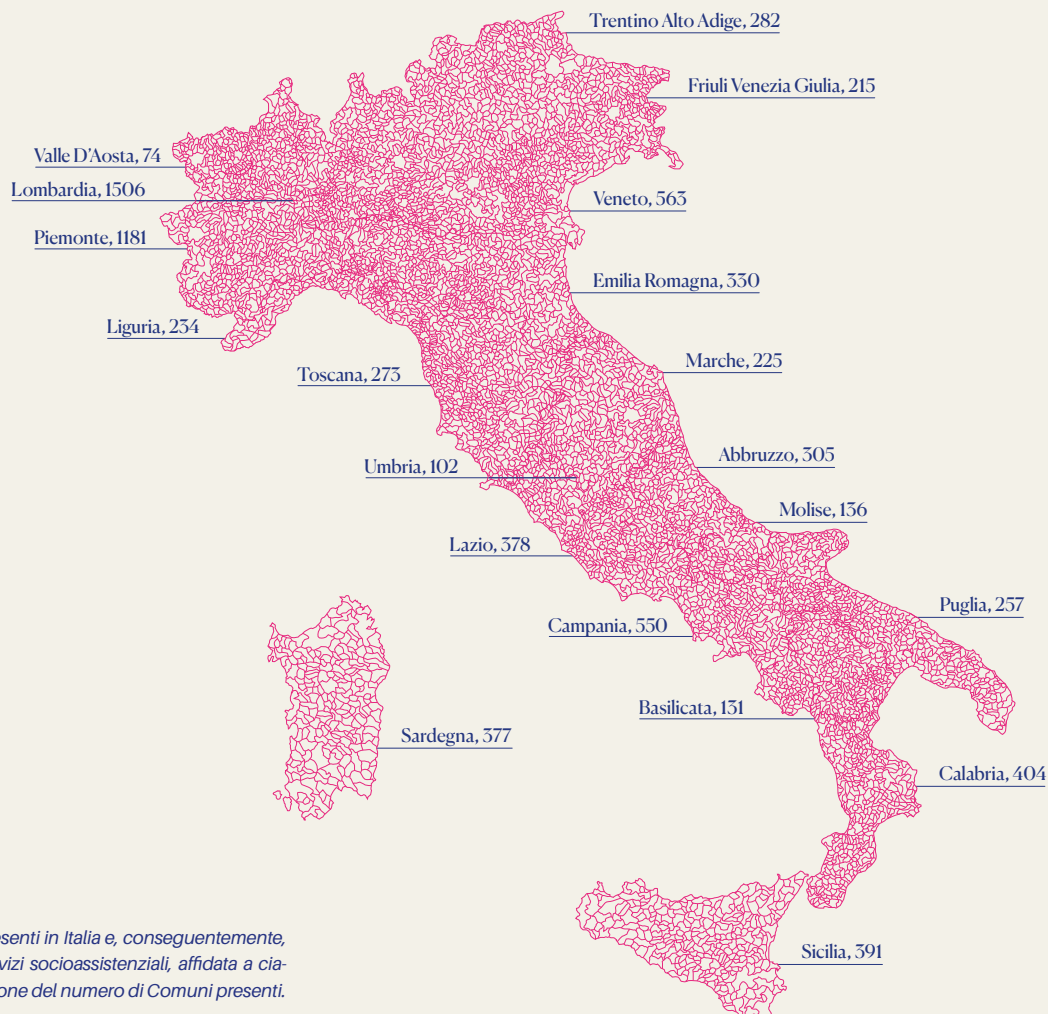 Trentino Alto Adige, 282
Friuli Venezia Giulia, 215
Valle D'Aosta, 74
Lombardia, 1506
Veneto, 563
Piemonte, 1181
Emilia Romagna, 330
Liguria, 234
Marche, 225
Toscana, 273
Abbruzzo, 305
Umbria, 102
Molise, 136
Lazio, 378
Puglia, 257
Campania, 550
Basilicata, 131
Sardegna, 377
Calabria, 404
Sicilia, 391
in Italia e, conseguentemente,
socioassistenziali, affidata a cia-
del numero di Comuni presenti.